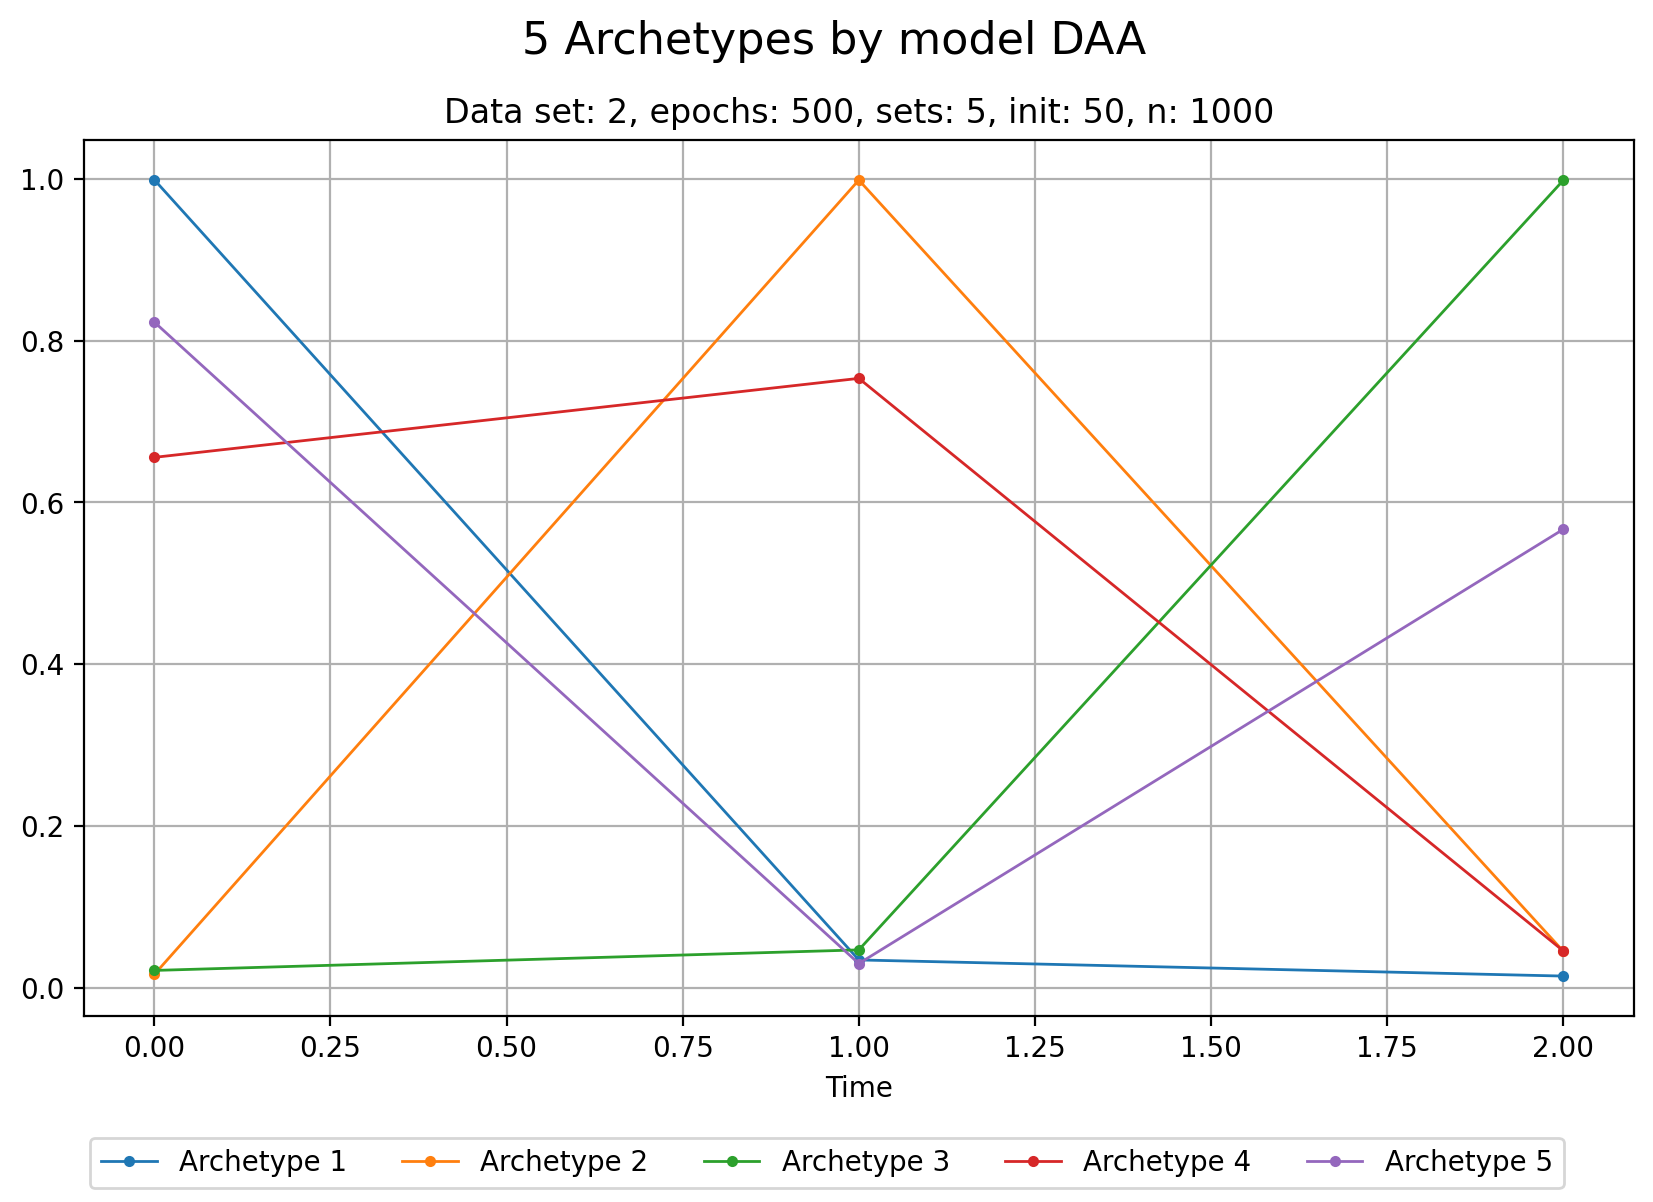 5 Archetypes by model DAA
Data set: 2, epochs: 500, sets: 5, init: 50, n: 1000
1.0
0.8
0.6
0.4
0.2
0.0
0.00 0.25 0.50 0.75 1.00 1.25 1.50 1.75 2.00
Time
Archetype 1 Archetype 2 Archetype 3 Archetype 4 Archetype 5